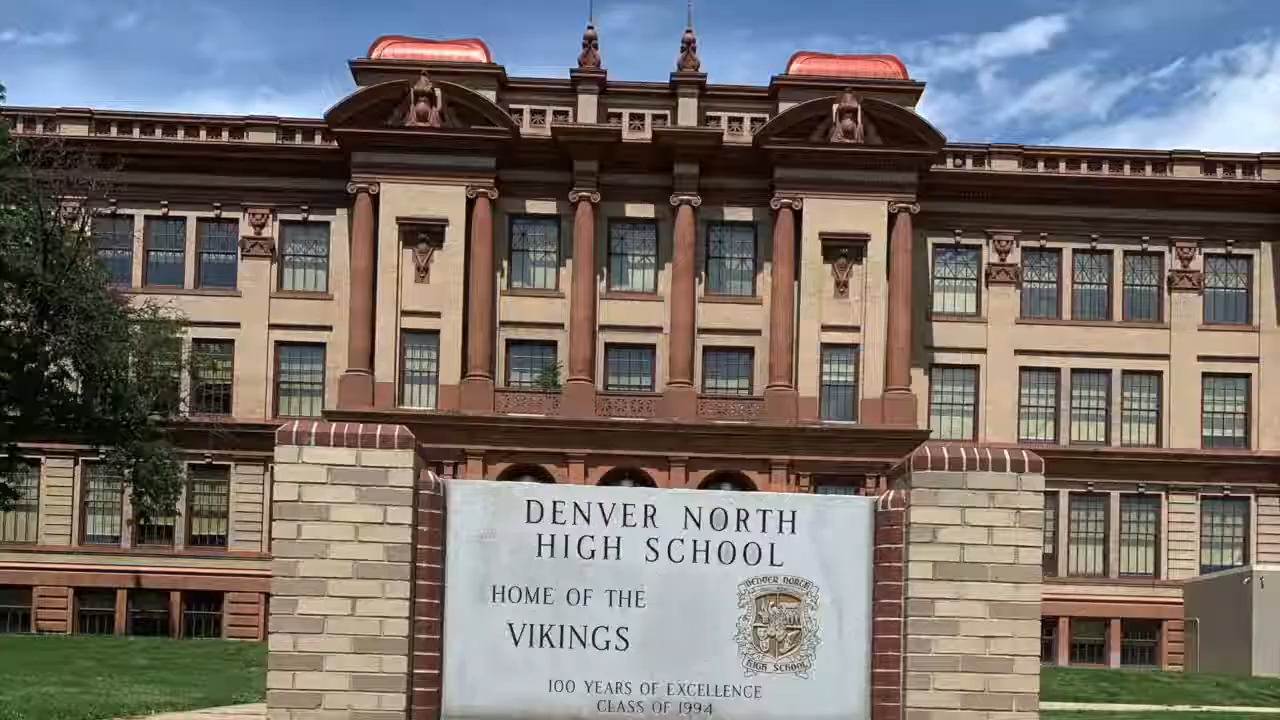 DENVER NORTH
HIGH SCHOOL
HOME OF THE
VIKINGS
DENVER NORTH
HIGH SCHOOL
100 YEARS OF EXCELLENCE
CLASS OF 1994